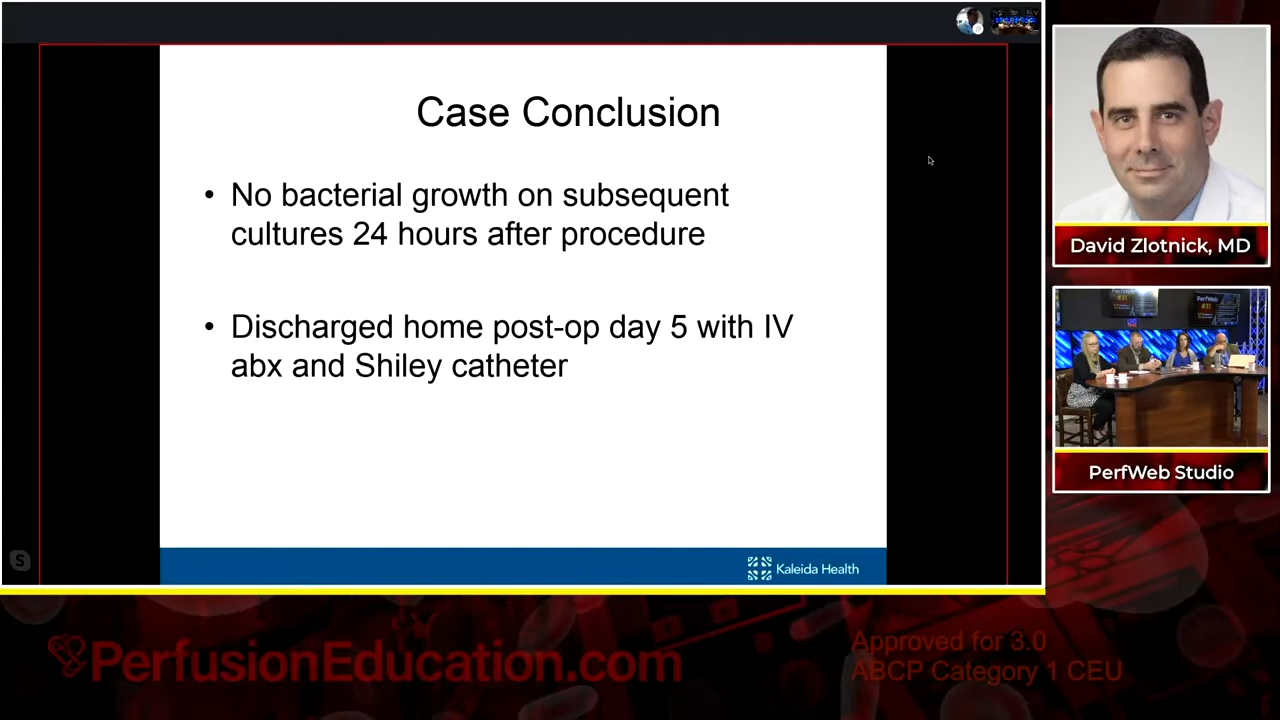 Case Conclusion
• No bacterial growth on subsequent
cultures 24 hours after procedure
• Discharged home post-op day 5 with IV
abx and Shiley catheter
Kaleida Health
David Zlotnick, MD
PerfWeb Studio
PerfusionEducation.com
Approved for 3.0
ABCP Category 1 CEU